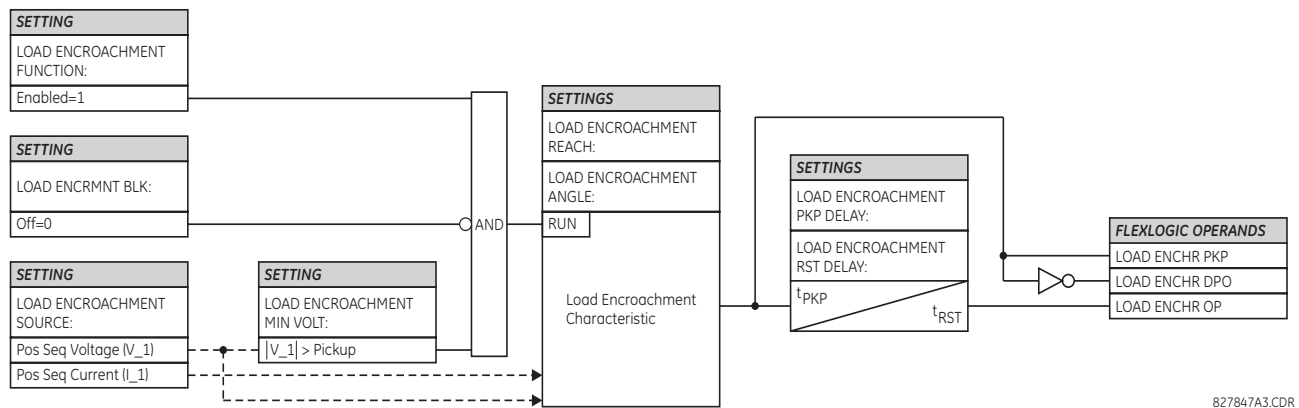 SETTING
LOAD ENCROACHMENT
FUNCTION:
Enabled=1
SETTING
LOAD ENCRMNT BLK:
Off=0
SETTING
LOAD ENCROACHMENT
SOURCE:
Pos Seq Voltage (V_1)
Pos Seq Current (I_1)
SETTING
LOAD ENCROACHMENT
MIN VOLT:
|V_1| > Pickup
AND
SETTINGS
LOAD ENCROACHMENT
REACH:
LOAD ENCROACHMENT
ANGLE:
RUN
Load Encroachment
Characteristic
SETTINGS
LOAD ENCROACHMENT
PKP DELAY:
LOAD ENCROACHMENT
RST DELAY:
tPKP
tRST
FLEXLOGIC OPERANDS
LOAD ENCHR PKP
LOAD ENCHR DPO
LOAD ENCHR OP
827847A3.CDR